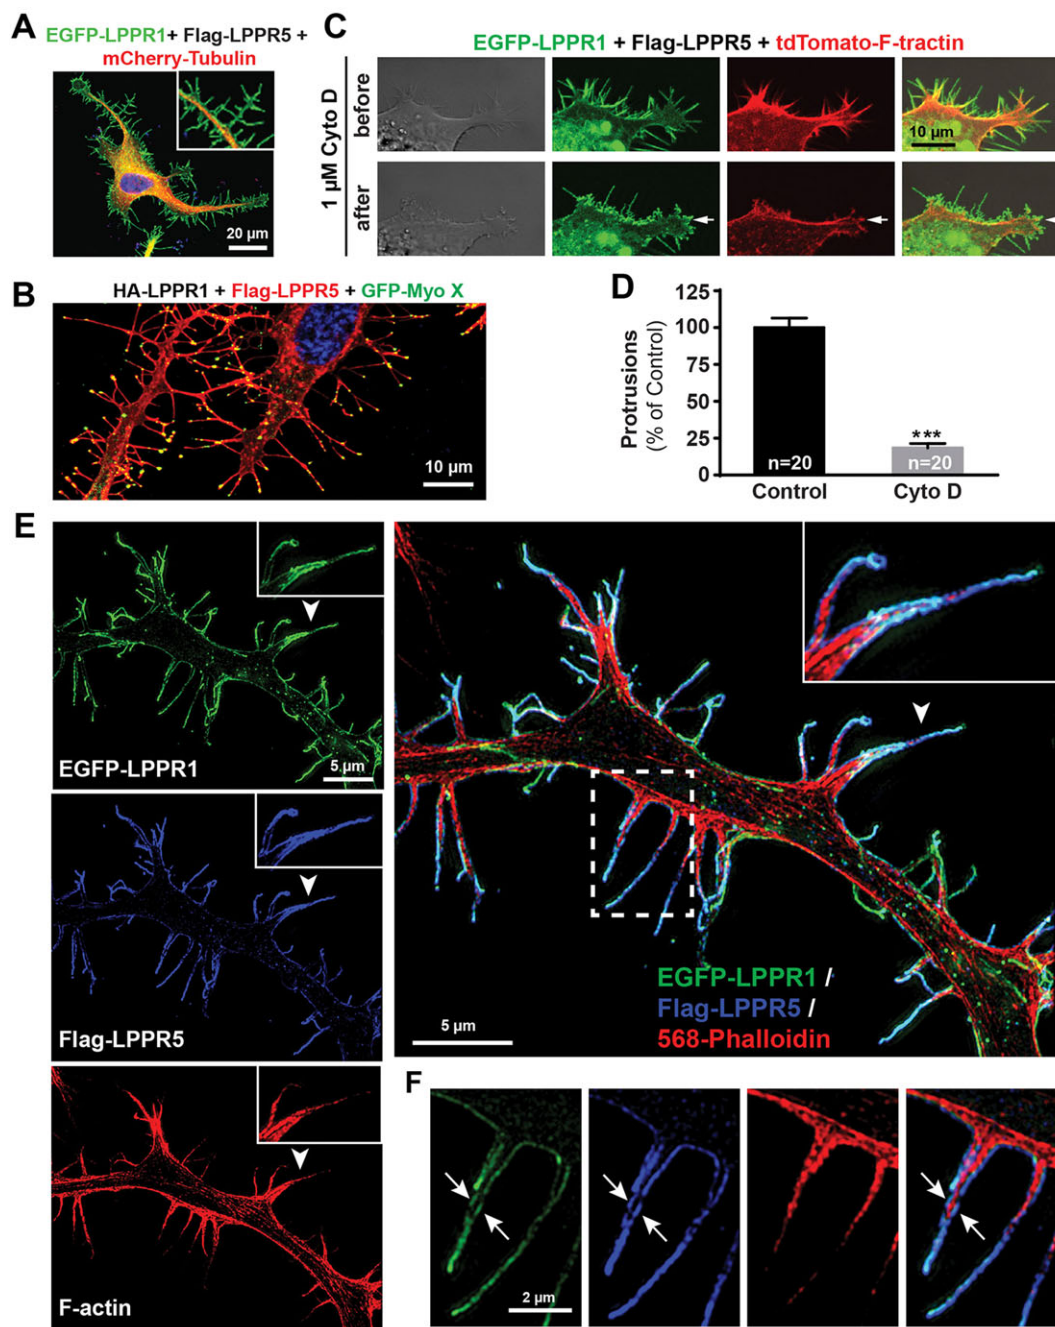 A
EGFP-LPPR1+ Flag-LPPR5 +
mCherry-Tubulin
20 µm
B
HA-LPPR1 + Flag-LPPR5 + GFP-Myo X
10 µm
C
EGFP-LPPR1 + Flag-LPPR5 + tdTomato-F-tractin
1 µM Cyto D
before
after
10 µm
D
Protrusions
(% of Control)
125
100
75
50
25
0
***
n=20
n=20
Control
Cyto D
E
EGFP-LPPR1
5 µm
Flag-LPPR5
F-actin
EGFP-LPPR1 /
Flag-LPPR5 /
568-Phalloidin
5 µm
F
2 µm